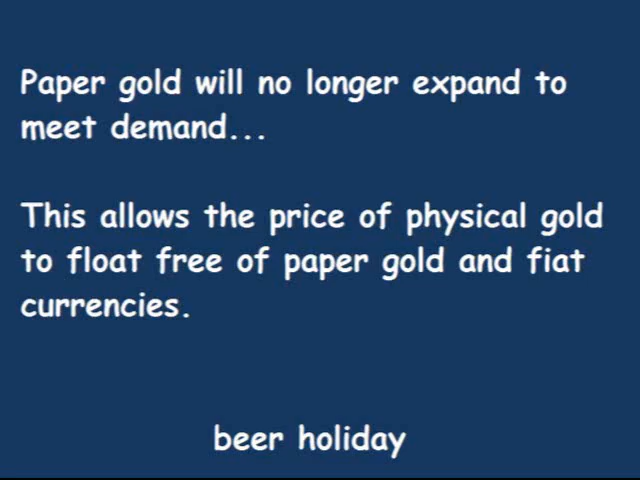 Paper gold will no longer expand to
meet demand...
This allows the price of physical gold
to float free of paper gold and fiat
currencies.
beer holiday